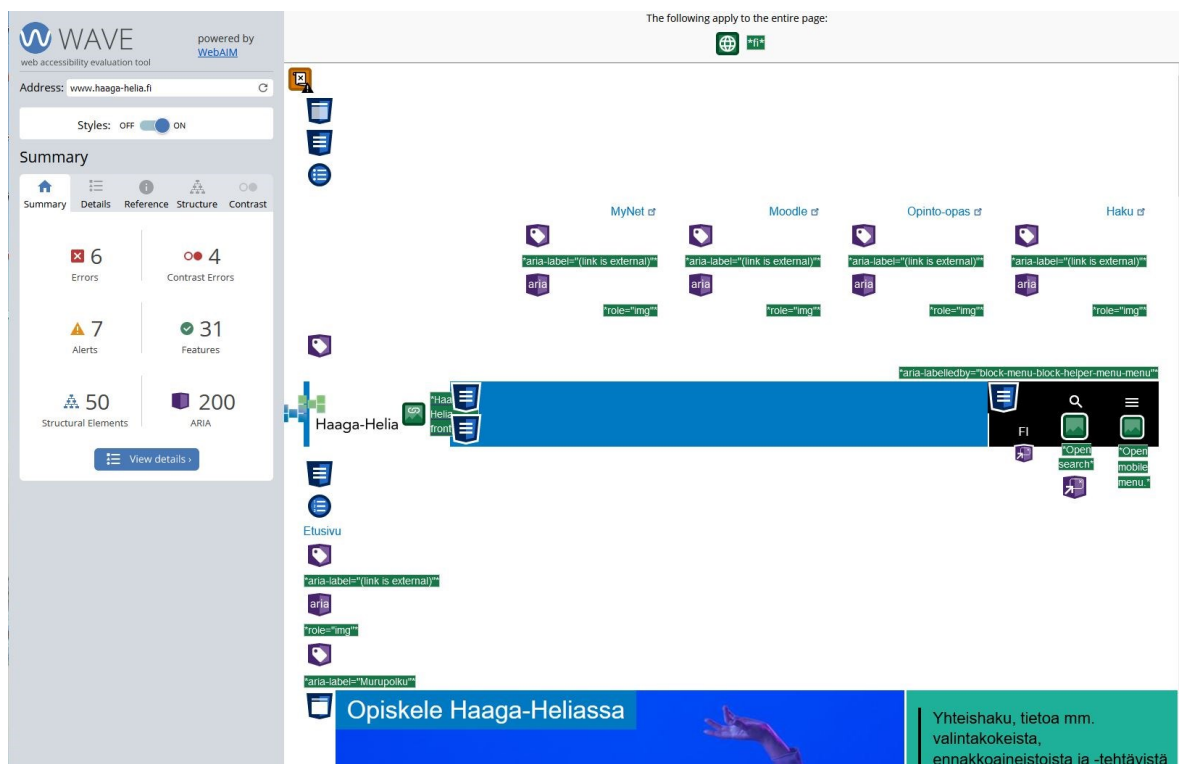 WAVE
web accessibility evaluation tool
powered by
WebAIM
Address: www.haaga-helia.fi
Styles: OFF ON
Summary
Summary Details Reference Structure Contrast
6
Errors
4
Contrast Errors
7
Alerts
31
Features
50
Structural Elements
200
ARIA
View details ›
The following apply to the entire page:
*fi*
MyNet Moodle Opinto-opas Haku
*aria-label="(link is external)"* *aria-label="(link is external)"* *aria-label="(link is external)"* *aria-label="(link is external)"*
aria aria aria aria
*role="img"* *role="img"* *role="img"* *role="img"*
*aria-labelledby="block-menu-block-helper-menu-menu"*
Haaga-Helia
*Haa
Helia
front
FI
*Open
search*
*Open
mobile
menu.*
Etusivu
*aria-label="(link is external)"*
aria
*role="img"*
*aria-label="Murupolku"*
Opiskele Haaga-Heliassa
Yhteishaku, tietoa mm.
valintakokeista,
ennakkoaineistoista ja -tehtävistä